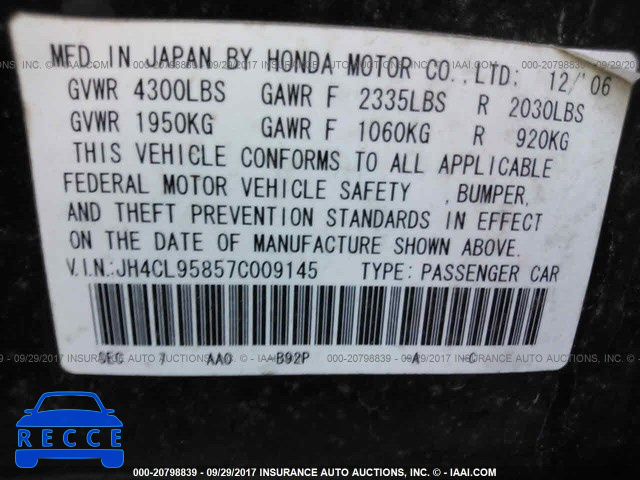 MFD. IN JAPAN BY HONDA MOTOR CO., LTD: 12/'06
GVWR 4300LBS GAWR F 2335LBS R 2030LBS
GVWR 1950KG GAWR F 1060KG R 920KG
THIS VEHICLE CONFORMS TO ALL APPLICABLE
FEDERAL MOTOR VEHICLE SAFETY , BUMPER,
AND THEFT PREVENTION STANDARDS IN EFFECT
ON THE DATE OF MANUFACTURE SHOWN ABOVE.
V.I.N.:JH4CL95857C009145 TYPE: PASSENGER CAR
SEC 7 AAO B92P A C
RECCE
000-20798839 - 09/29/2017 INSURANCE AUTO AUCTIONS, INC. - © - IAAI.COM